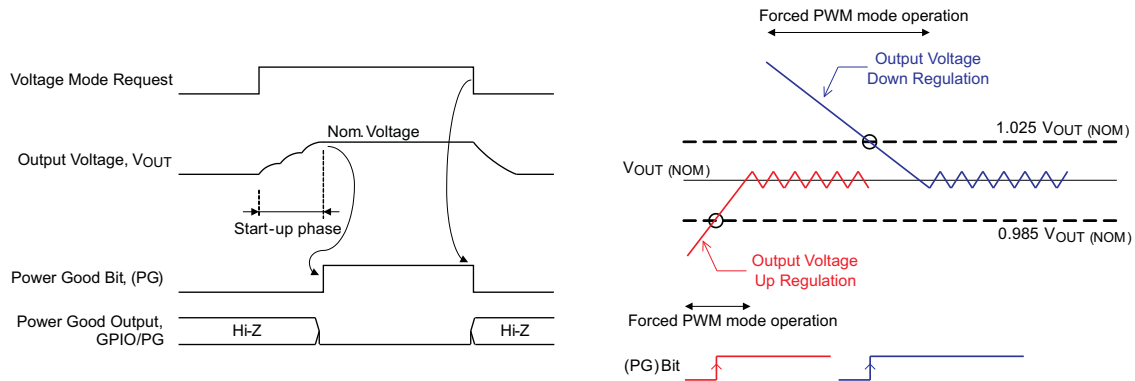 Voltage Mode Request
Nom. Voltage
Output Voltage, VOUT
Start-up phase
Power Good Bit, (PG)
Power Good Output,
GPIO/PG
Hi-Z
Hi-Z
Forced PWM mode operation
Output Voltage
Down Regulation
1.025 VOUT (NOM)
VOUT (NOM)
0.985 VOUT (NOM)
Output Voltage
Up Regulation
Forced PWM mode operation
(PG) Bit